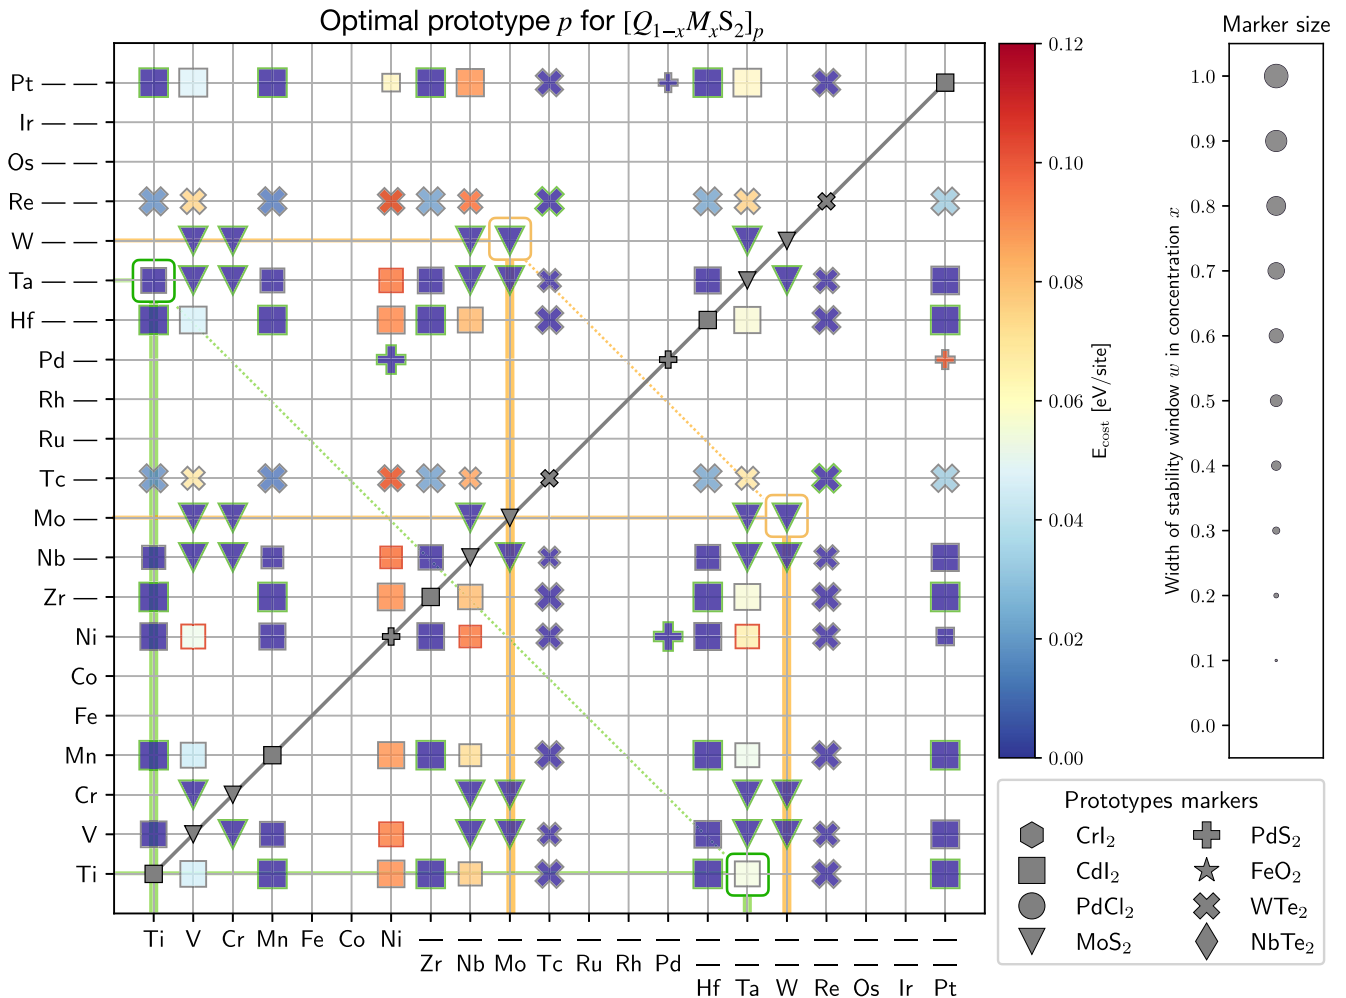 Optimal prototype p for [Q₁₋ₓMₓS₂]ₚ
Marker size
Pt — —
Ir — —
Os — —
Re — —
W — —
Ta — —
Hf — —
Pd —
Rh —
Ru —
Tc —
Mo —
Nb —
Zr —
Ni
Co
Fe
Mn
Cr
V
Ti
Ti V Cr Mn Fe Co Ni — — — — — — — — — — — — — —
Zr Nb Mo Tc Ru Rh Pd — — — — — — —
Hf Ta W Re Os Ir Pt
0.12
0.10
0.08
0.06
0.04
0.02
0.00
E_cost [eV/site]
Width of stability window w in concentration x
1.0
0.9
0.8
0.7
0.6
0.5
0.4
0.3
0.2
0.1
0.0
Prototypes markers
CrI₂ PdS₂
CdI₂ FeO₂
PdCl₂ WTe₂
MoS₂ NbTe₂